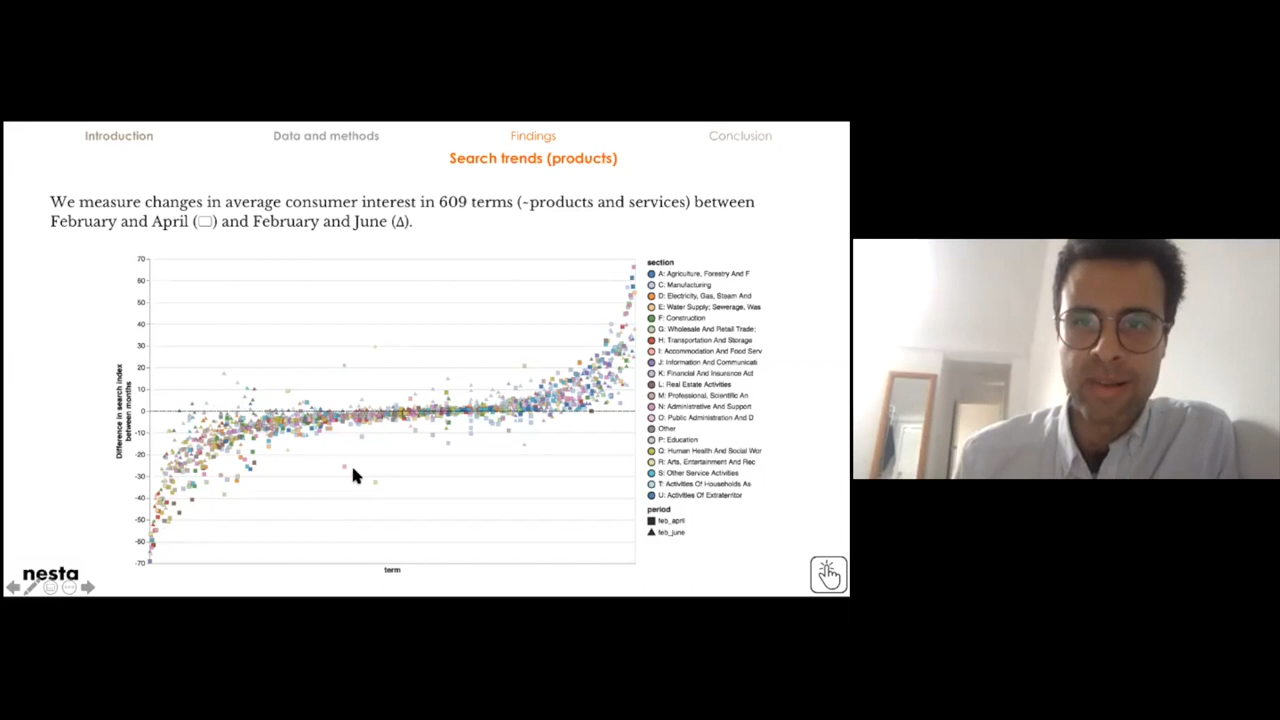 Introduction
Data and methods
Findings
Conclusion
Search trends (products)
We measure changes in average consumer interest in 609 terms (~products and services) between
February and April (▢) and February and June (Δ).
Difference in search index
between months
70
60
50
40
30
20
10
0
-10
-20
-30
-40
-50
-60
-70
term
section
A: Agriculture, Forestry And F
C: Manufacturing
D: Electricity, Gas, Steam And
E: Water Supply; Sewerage, Was
F: Construction
G: Wholesale And Retail Trade;
H: Transportation And Storage
I: Accommodation And Food Serv
J: Information And Communicati
K: Financial And Insurance Act
L: Real Estate Activities
M: Professional, Scientific An
N: Administrative And Support
O: Public Administration And D
Other
P: Education
Q: Human Health And Social Wor
R: Arts, Entertainment And Rec
S: Other Service Activities
T: Activities Of Households As
U: Activities Of Extraterritor
period
feb_april
feb_june
nesta